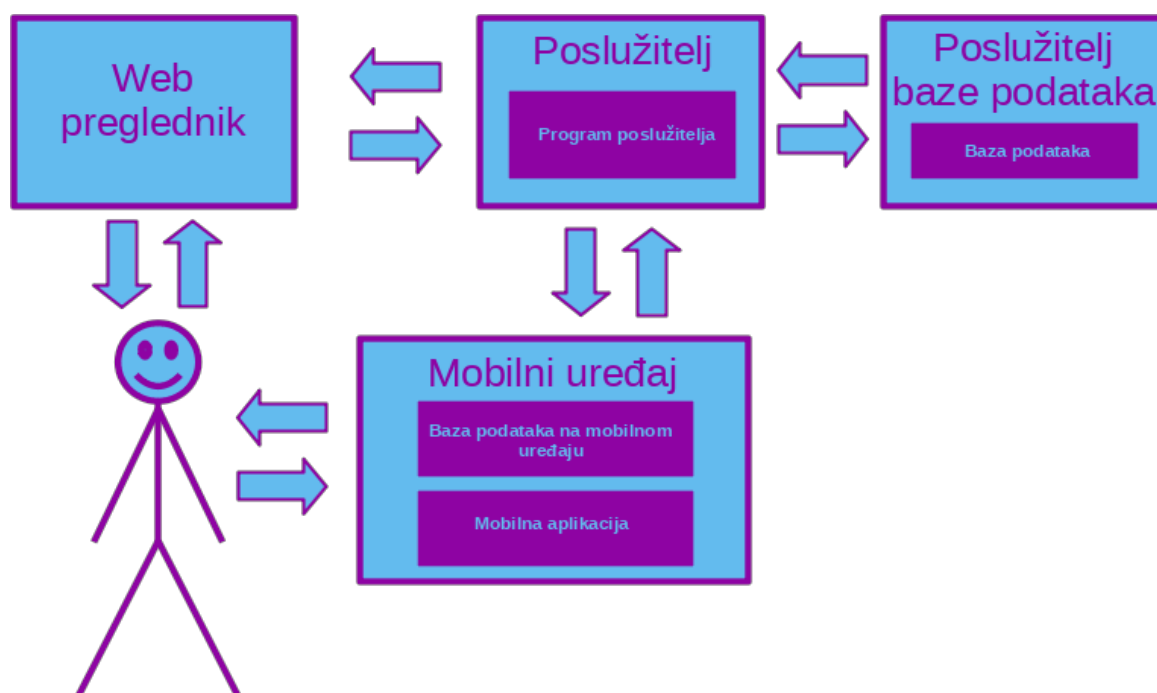 Web
preglednik
Poslužitelj
Program poslužitelja
Poslužitelj
baze podataka
Baza podataka
Mobilni uređaj
Baza podataka na mobilnom
uređaju
Mobilna aplikacija